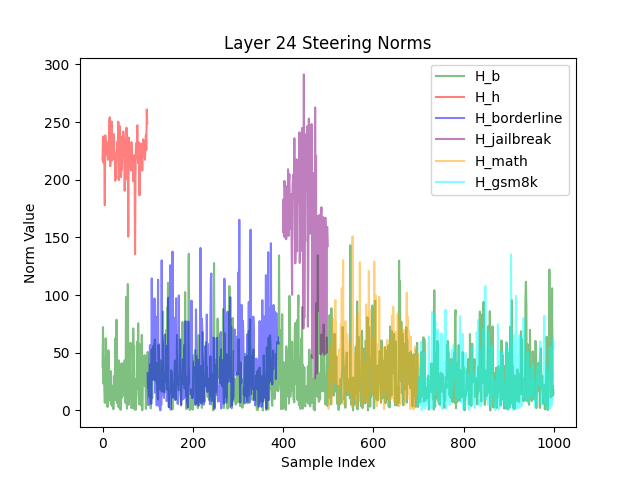 Layer 24 Steering Norms
300
250
200
150
100
50
0
Norm Value
H_b
H_h
H_borderline
H_jailbreak
H_math
H_gsm8k
0 200 400 600 800 1000
Sample Index